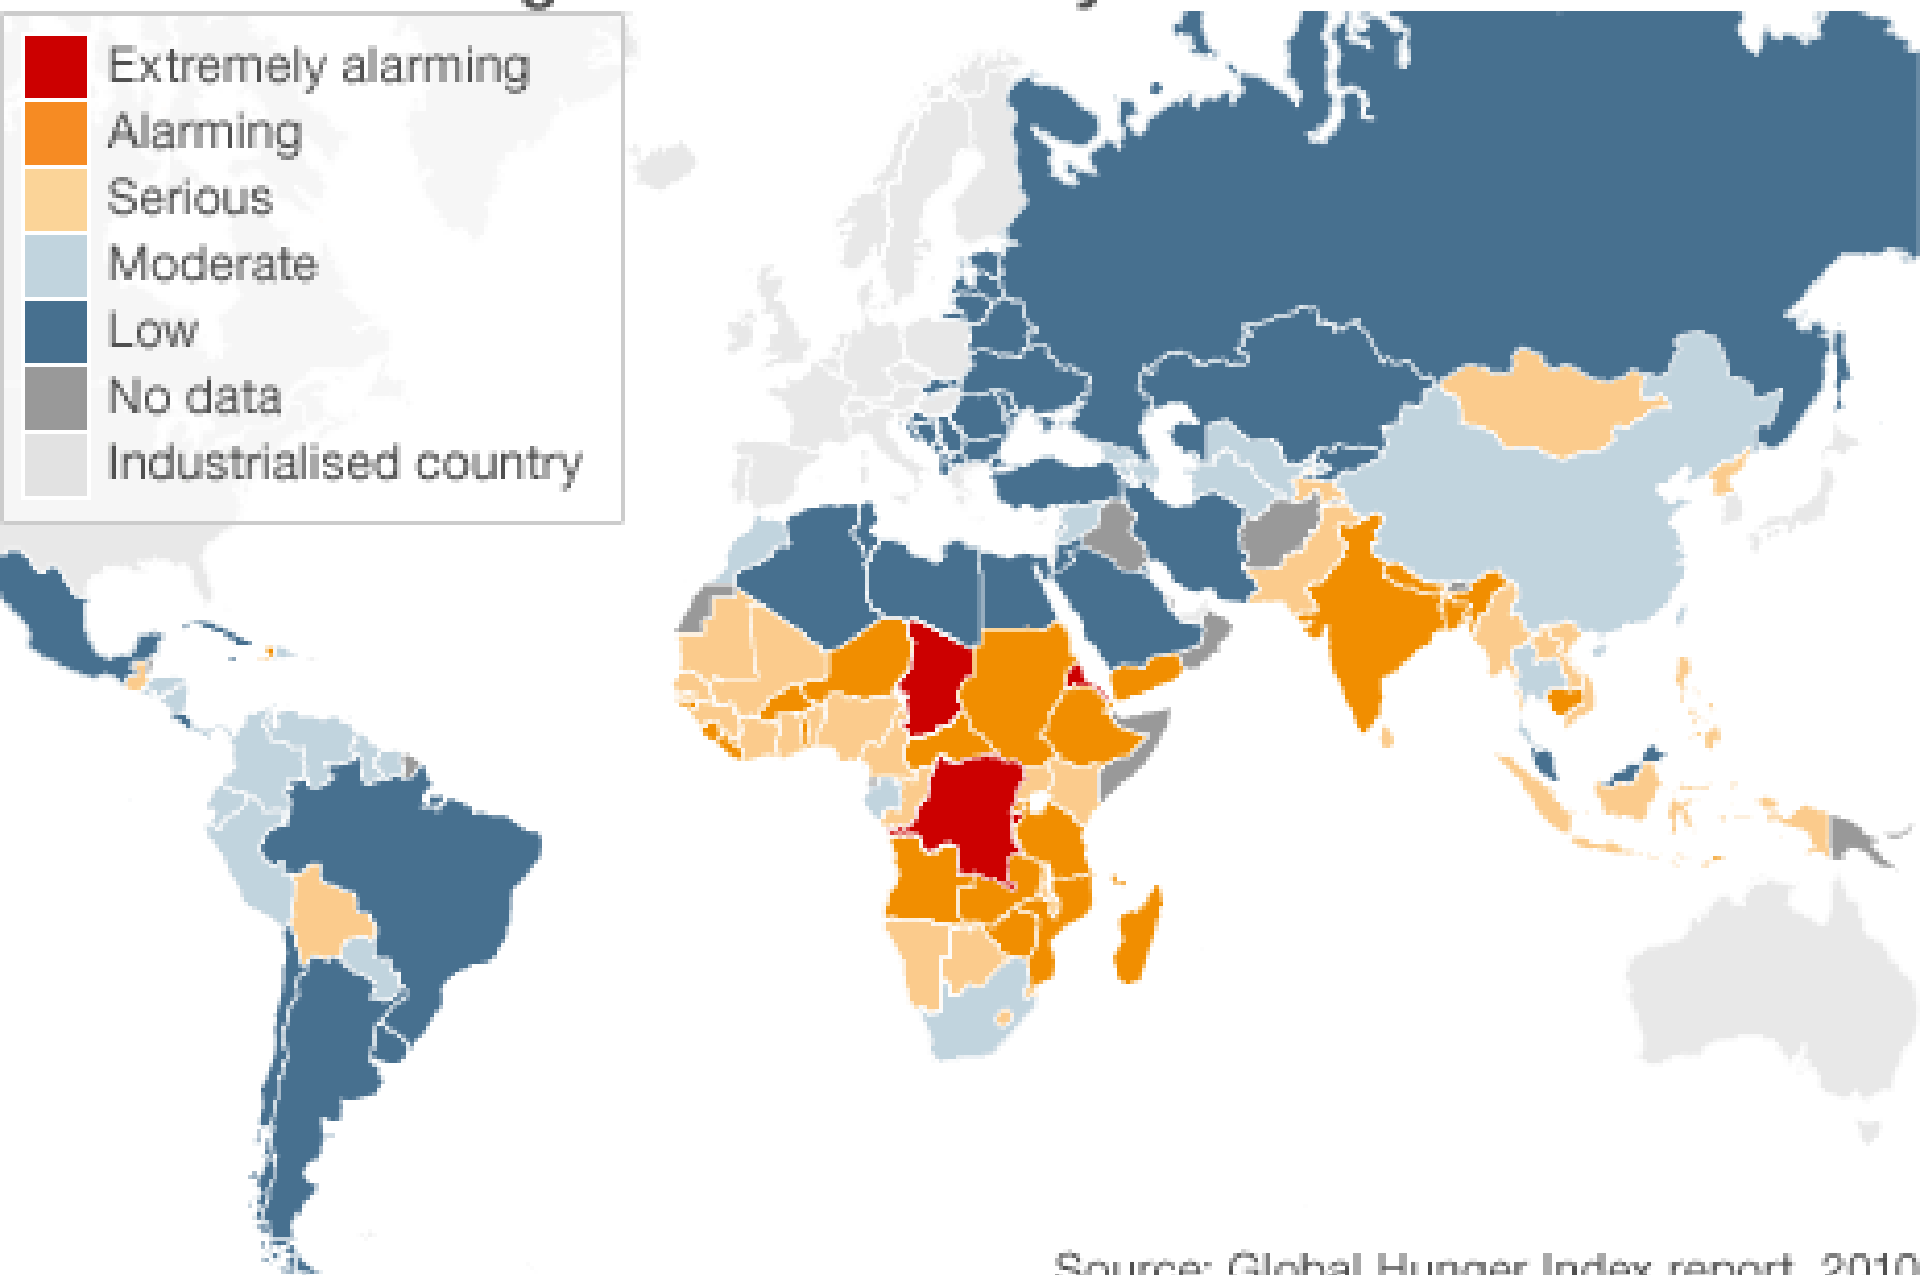 Extremely alarming
Alarming
Serious
Moderate
Low
No data
Industrialised country
Source: Global Hunger Index report, 2010